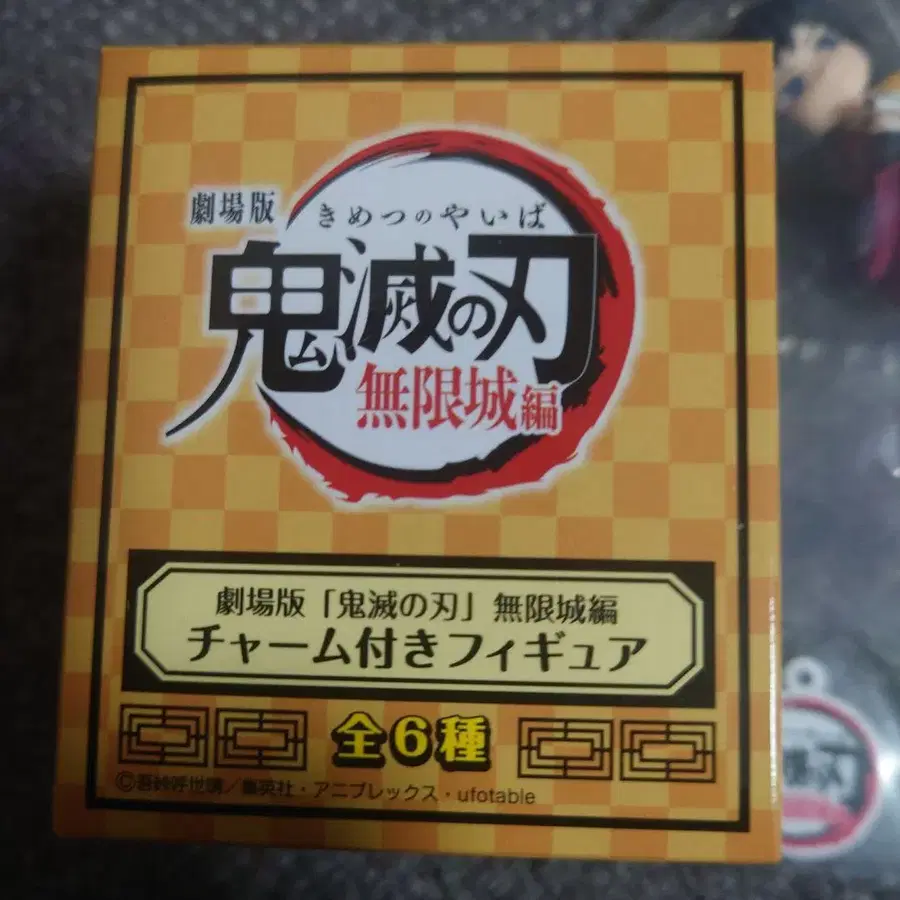 劇場版
きめつのやいば
鬼滅の刃
無限城編
劇場版「鬼滅の刃」無限城編
チャーム付きフィギュア
全6種
©吾峠呼世晴/集英社・アニプレックス・ufotable